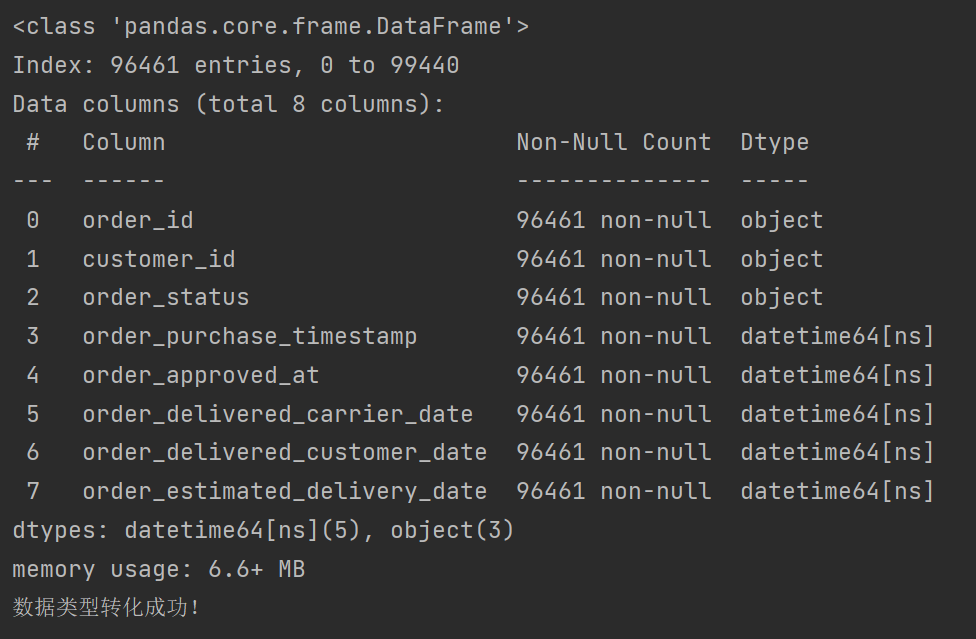 <class 'pandas.core.frame.DataFrame'>
Index: 96461 entries, 0 to 99440
Data columns (total 8 columns):
 #   Column                         Non-Null Count  Dtype
---  ------                         --------------  -----
 0   order_id                       96461 non-null  object
 1   customer_id                    96461 non-null  object
 2   order_status                   96461 non-null  object
 3   order_purchase_timestamp       96461 non-null  datetime64[ns]
 4   order_approved_at              96461 non-null  datetime64[ns]
 5   order_delivered_carrier_date   96461 non-null  datetime64[ns]
 6   order_delivered_customer_date  96461 non-null  datetime64[ns]
 7   order_estimated_delivery_date  96461 non-null  datetime64[ns]
dtypes: datetime64[ns](5), object(3)
memory usage: 6.6+ MB
数据类型转化成功!